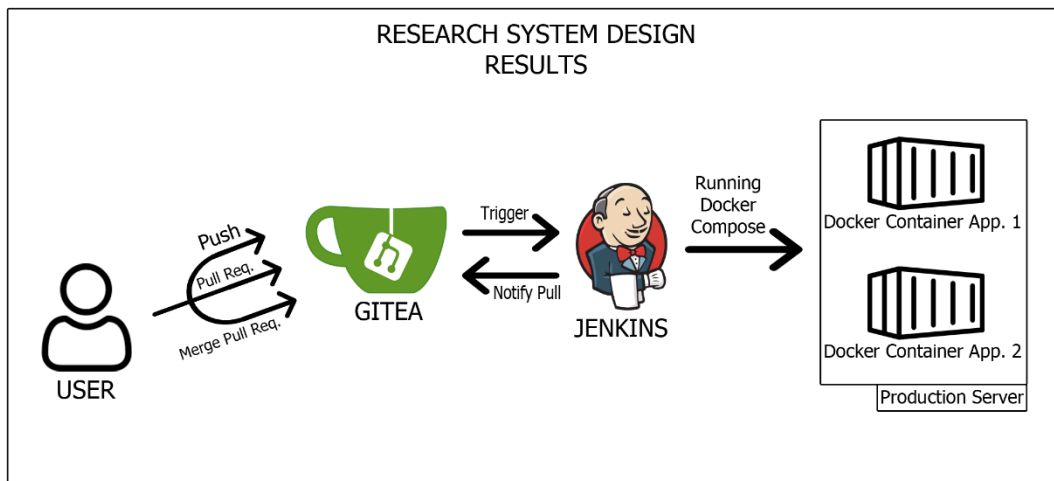 RESEARCH SYSTEM DESIGN
RESULTS
Push
Pull Req.
Merge Pull Req.
USER
GITEA
Trigger
Notify Pull
JENKINS
Running
Docker
Compose
Docker Container App. 1
Docker Container App. 2
Production Server